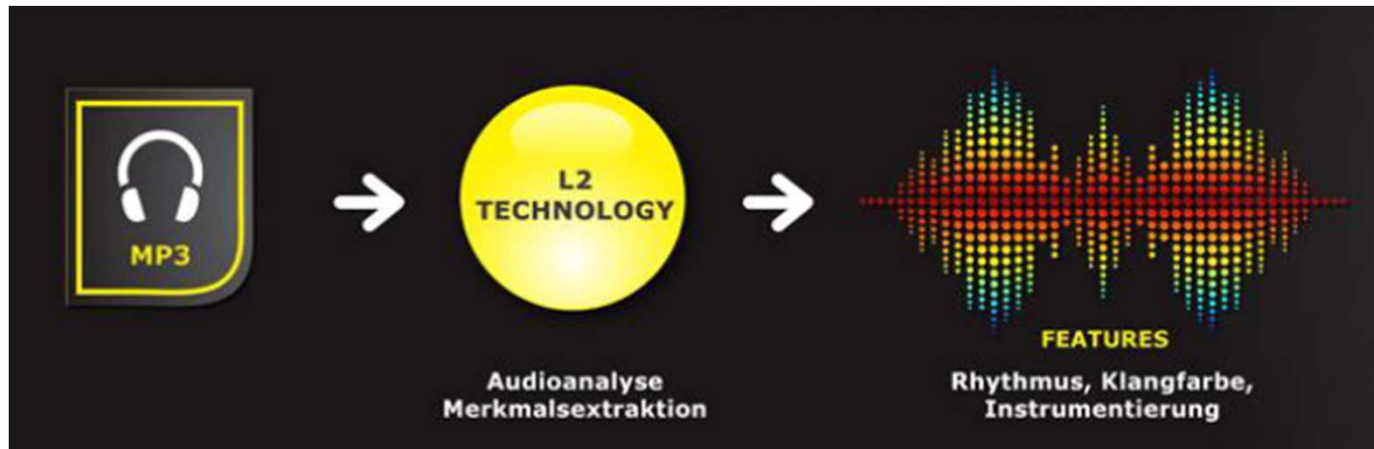 MP3
L2
TECHNOLOGY
Audioanalyse
Merkmalsextraktion
FEATURES
Rhythmus, Klangfarbe,
Instrumentierung